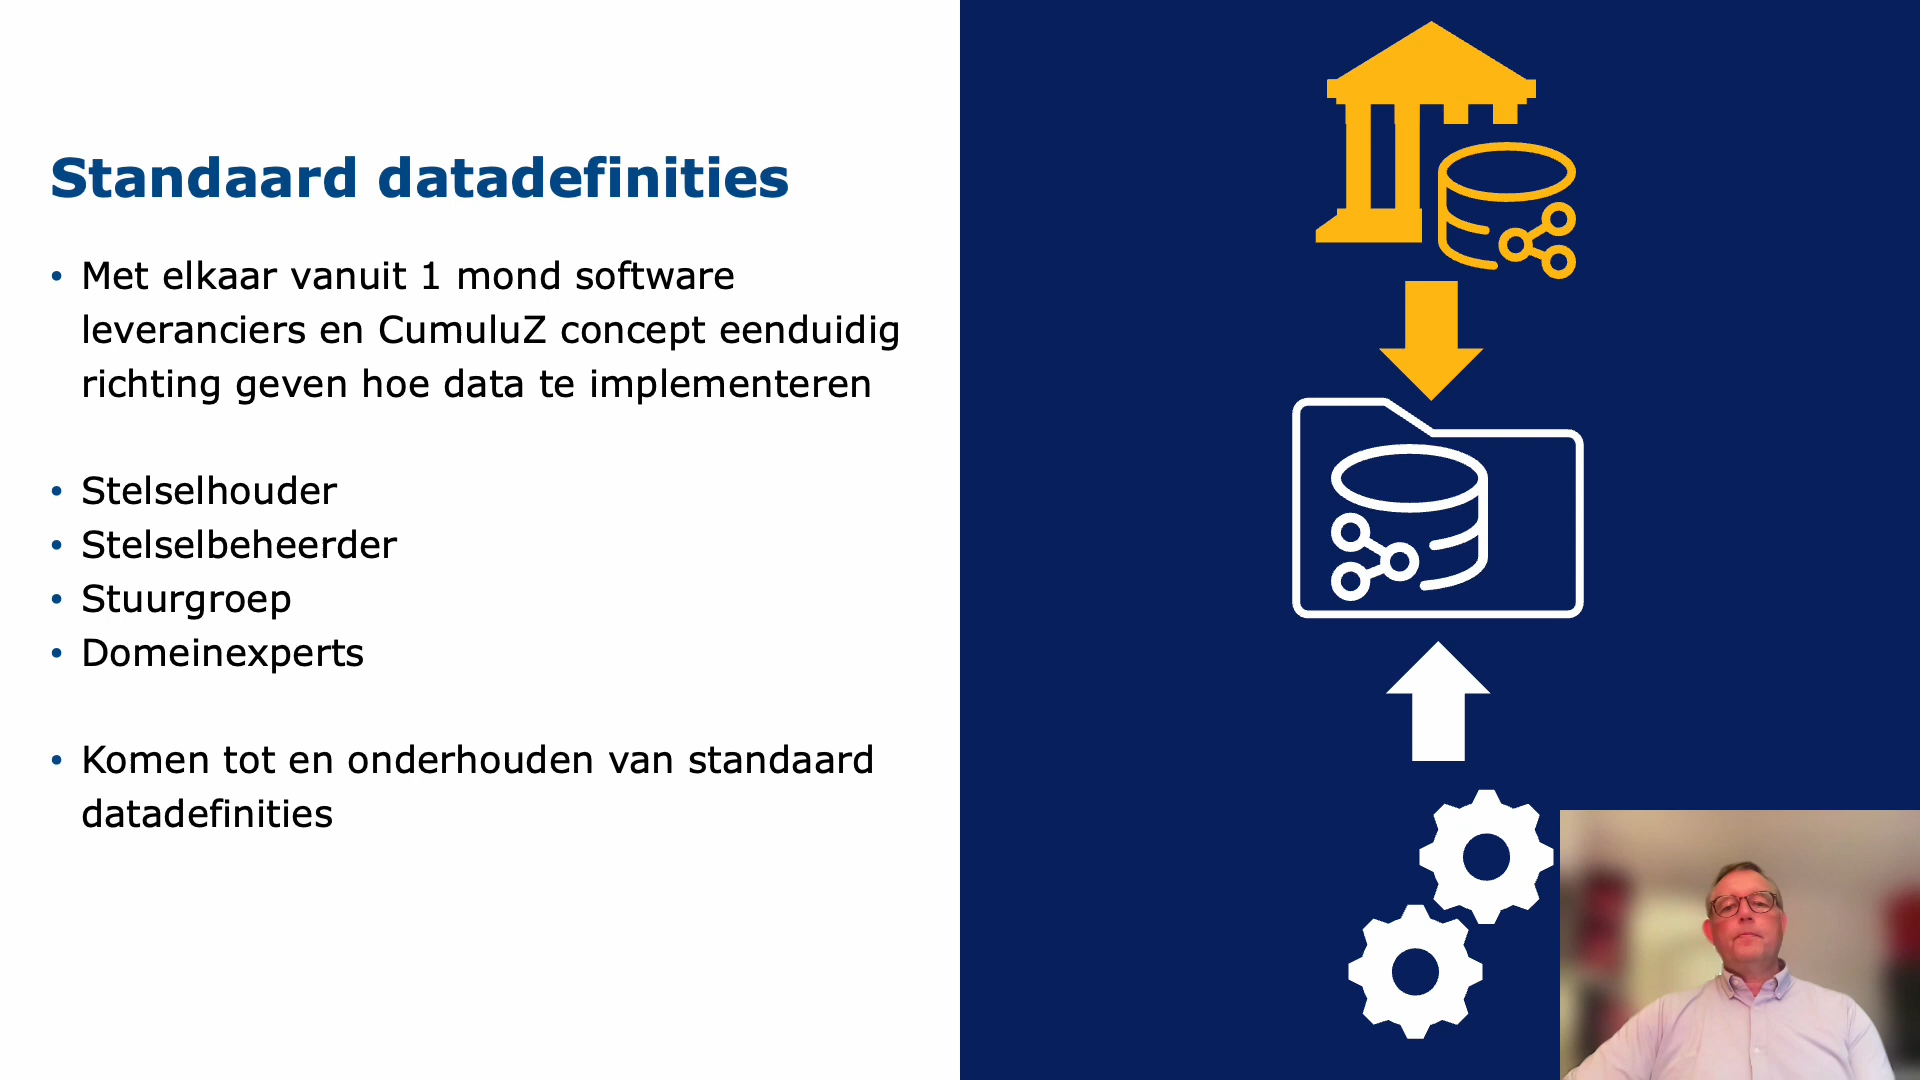 Standaard datadefinities
• Met elkaar vanuit 1 mond software
leveranciers en CumuluZ concept eenduidig
richting geven hoe data te implementeren
• Stelselhouder
• Stelselbeheerder
• Stuurgroep
• Domeinexperts
• Komen tot en onderhouden van standaard
datadefinities